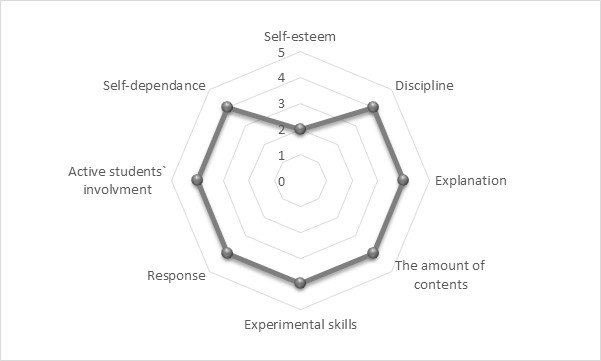 Self-esteem
5
4
3
2
1
0
Discipline
Explanation
The amount of
contents
Experimental skills
Response
Active students`
involvment
Self-dependance